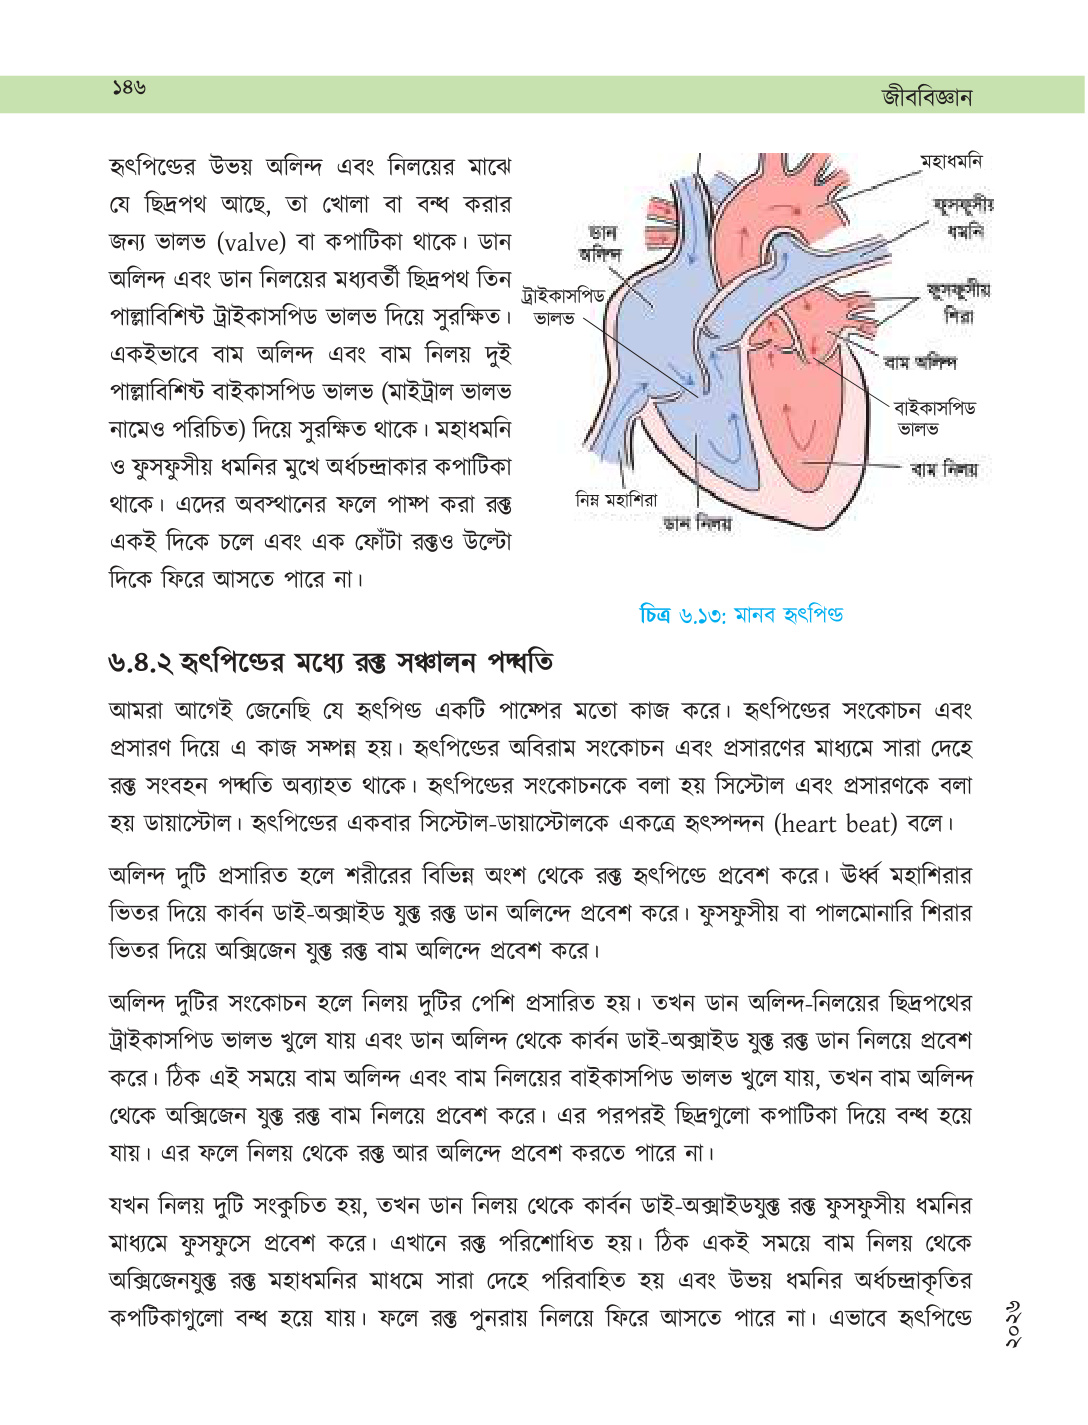 ১৪৬
জীববিজ্ঞান
হৃৎপিণ্ডের উভয় অলিন্দ এবং নিলয়ের মাঝে
যে ছিদ্রপথ আছে, তা খোলা বা বন্ধ করার
জন্য ভালভ (valve) বা কপাটিকা থাকে। ডান
অলিন্দ এবং ডান নিলয়ের মধ্যবর্তী ছিদ্রপথ তিন
পাল্লাবিশিষ্ট ট্রাইকাসপিড ভালভ দিয়ে সুরক্ষিত।
একইভাবে বাম অলিন্দ এবং বাম নিলয় দুই
পাল্লাবিশিষ্ট বাইকাসপিড ভালভ (মাইট্রাল ভালভ
নামেও পরিচিত) দিয়ে সুরক্ষিত থাকে। মহাধমনি
ও ফুসফুসীয় ধমনির মুখে অর্ধচন্দ্রাকার কপাটিকা
থাকে। এদের অবস্থানের ফলে পাম্প করা রক্ত
একই দিকে চলে এবং এক ফোঁটা রক্তও উল্টো
দিকে ফিরে আসতে পারে না।
মহাধমনি
ফুসফুসীয়
ধমনি
ডান
অলিন্দ
ট্রাইকাসপিড
ভালভ
ফুসফুসীয়
শিরা
বাম অলিন্দ
বাইকাসপিড
ভালভ
বাম নিলয়
নিম্ন মহাশিরা
ডান নিলয়
চিত্র ৬.১৩: মানব হৃৎপিণ্ড
৬.৪.২ হৃৎপিণ্ডের মধ্যে রক্ত সঞ্চালন পদ্ধতি
আমরা আগেই জেনেছি যে হৃৎপিণ্ড একটি পাম্পের মতো কাজ করে। হৃৎপিণ্ডের সংকোচন এবং
প্রসারণ দিয়ে এ কাজ সম্পন্ন হয়। হৃৎপিণ্ডের অবিরাম সংকোচন এবং প্রসারণের মাধ্যমে সারা দেহে
রক্ত সংবহন পদ্ধতি অব্যাহত থাকে। হৃৎপিণ্ডের সংকোচনকে বলা হয় সিস্টোল এবং প্রসারণকে বলা
হয় ডায়াস্টোল। হৃৎপিণ্ডের একবার সিস্টোল-ডায়াস্টোলকে একত্রে হৃৎস্পন্দন (heart beat) বলে।
অলিন্দ দুটি প্রসারিত হলে শরীরের বিভিন্ন অংশ থেকে রক্ত হৃৎপিণ্ডে প্রবেশ করে। ঊর্ধ্ব মহাশিরার
ভিতর দিয়ে কার্বন ডাই-অক্সাইড যুক্ত রক্ত ডান অলিন্দে প্রবেশ করে। ফুসফুসীয় বা পালমোনারি শিরার
ভিতর দিয়ে অক্সিজেন যুক্ত রক্ত বাম অলিন্দে প্রবেশ করে।
অলিন্দ দুটির সংকোচন হলে নিলয় দুটির পেশি প্রসারিত হয়। তখন ডান অলিন্দ-নিলয়ের ছিদ্রপথের
ট্রাইকাসপিড ভালভ খুলে যায় এবং ডান অলিন্দ থেকে কার্বন ডাই-অক্সাইড যুক্ত রক্ত ডান নিলয়ে প্রবেশ
করে। ঠিক এই সময়ে বাম অলিন্দ এবং বাম নিলয়ের বাইকাসপিড ভালভ খুলে যায়, তখন বাম অলিন্দ
থেকে অক্সিজেন যুক্ত রক্ত বাম নিলয়ে প্রবেশ করে। এর পরপরই ছিদ্রগুলো কপাটিকা দিয়ে বন্ধ হয়ে
যায়। এর ফলে নিলয় থেকে রক্ত আর অলিন্দে প্রবেশ করতে পারে না।
যখন নিলয় দুটি সংকুচিত হয়, তখন ডান নিলয় থেকে কার্বন ডাই-অক্সাইডযুক্ত রক্ত ফুসফুসীয় ধমনির
মাধ্যমে ফুসফুসে প্রবেশ করে। এখানে রক্ত পরিশোধিত হয়। ঠিক একই সময়ে বাম নিলয় থেকে
অক্সিজেনযুক্ত রক্ত মহাধমনির মাধমে সারা দেহে পরিবাহিত হয় এবং উভয় ধমনির অর্ধচন্দ্রাকৃতির
কপটিকাগুলো বন্ধ হয়ে যায়। ফলে রক্ত পুনরায় নিলয়ে ফিরে আসতে পারে না। এভাবে হৃৎপিণ্ডে
২০২৬